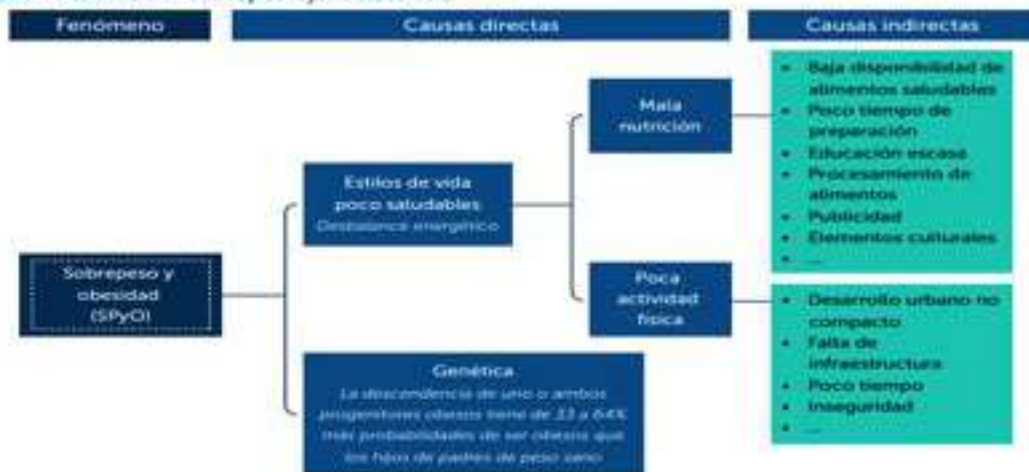 Fenómeno
Causas directas
Causas indirectas
Sobrepeso y
obesidad
(SPyO)
Estilos de vida
poco saludables
Desbalance energético
Genética
La descendencia de uno o ambos
progenitores obesos tiene de 33 a 64%
más probabilidades de ser obesos que
los hijos de padres de peso sano
Mala
nutrición
Poca
actividad
física
• Baja disponibilidad de
alimentos saludables
• Poco tiempo de
preparación
• Educación escasa
• Procesamiento de
alimentos
• Publicidad
• Elementos culturales
• ...
• Desarrollo urbano no
compacto
• Falta de
infraestructura
• Poco tiempo
• Inseguridad
• ...